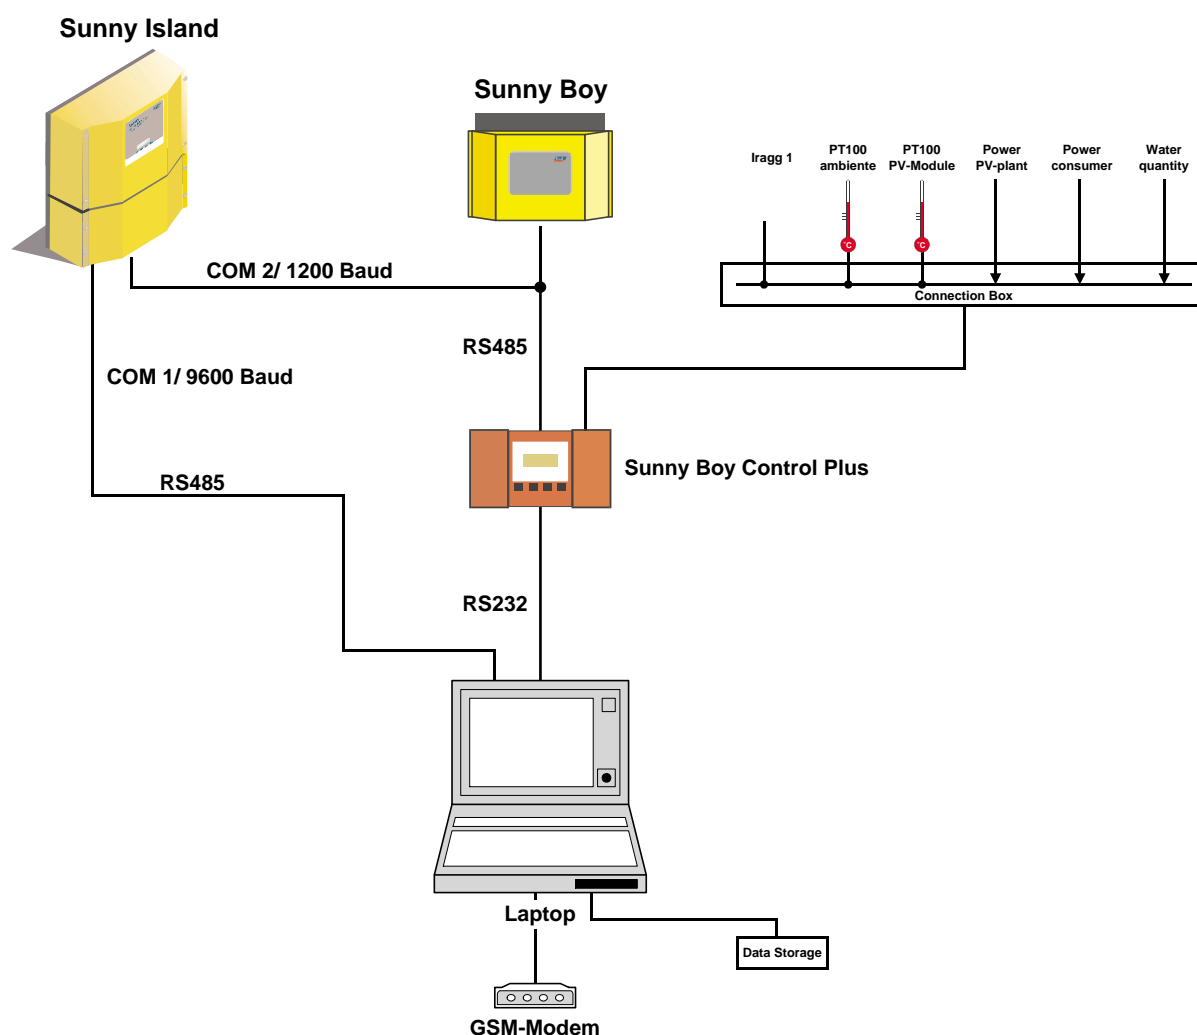 Sunny Island
Sunny Boy
Iragg 1
PT100
ambiente
PT100
PV-Module
Power
PV-plant
Power
consumer
Water
quantity
°C
°C
COM 2/ 1200 Baud
Connection Box
RS485
COM 1/ 9600 Baud
Sunny Boy Control Plus
RS485
RS232
Laptop
Data Storage
GSM-Modem